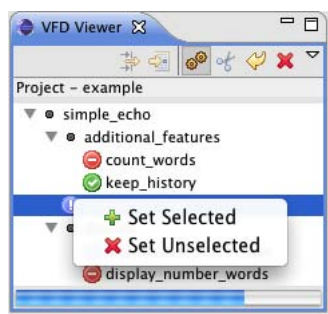 VFD Viewer
Project - example
simple_echo
additional_features
count_words
keep_history
Set Selected
Set Unselected
display_number_words